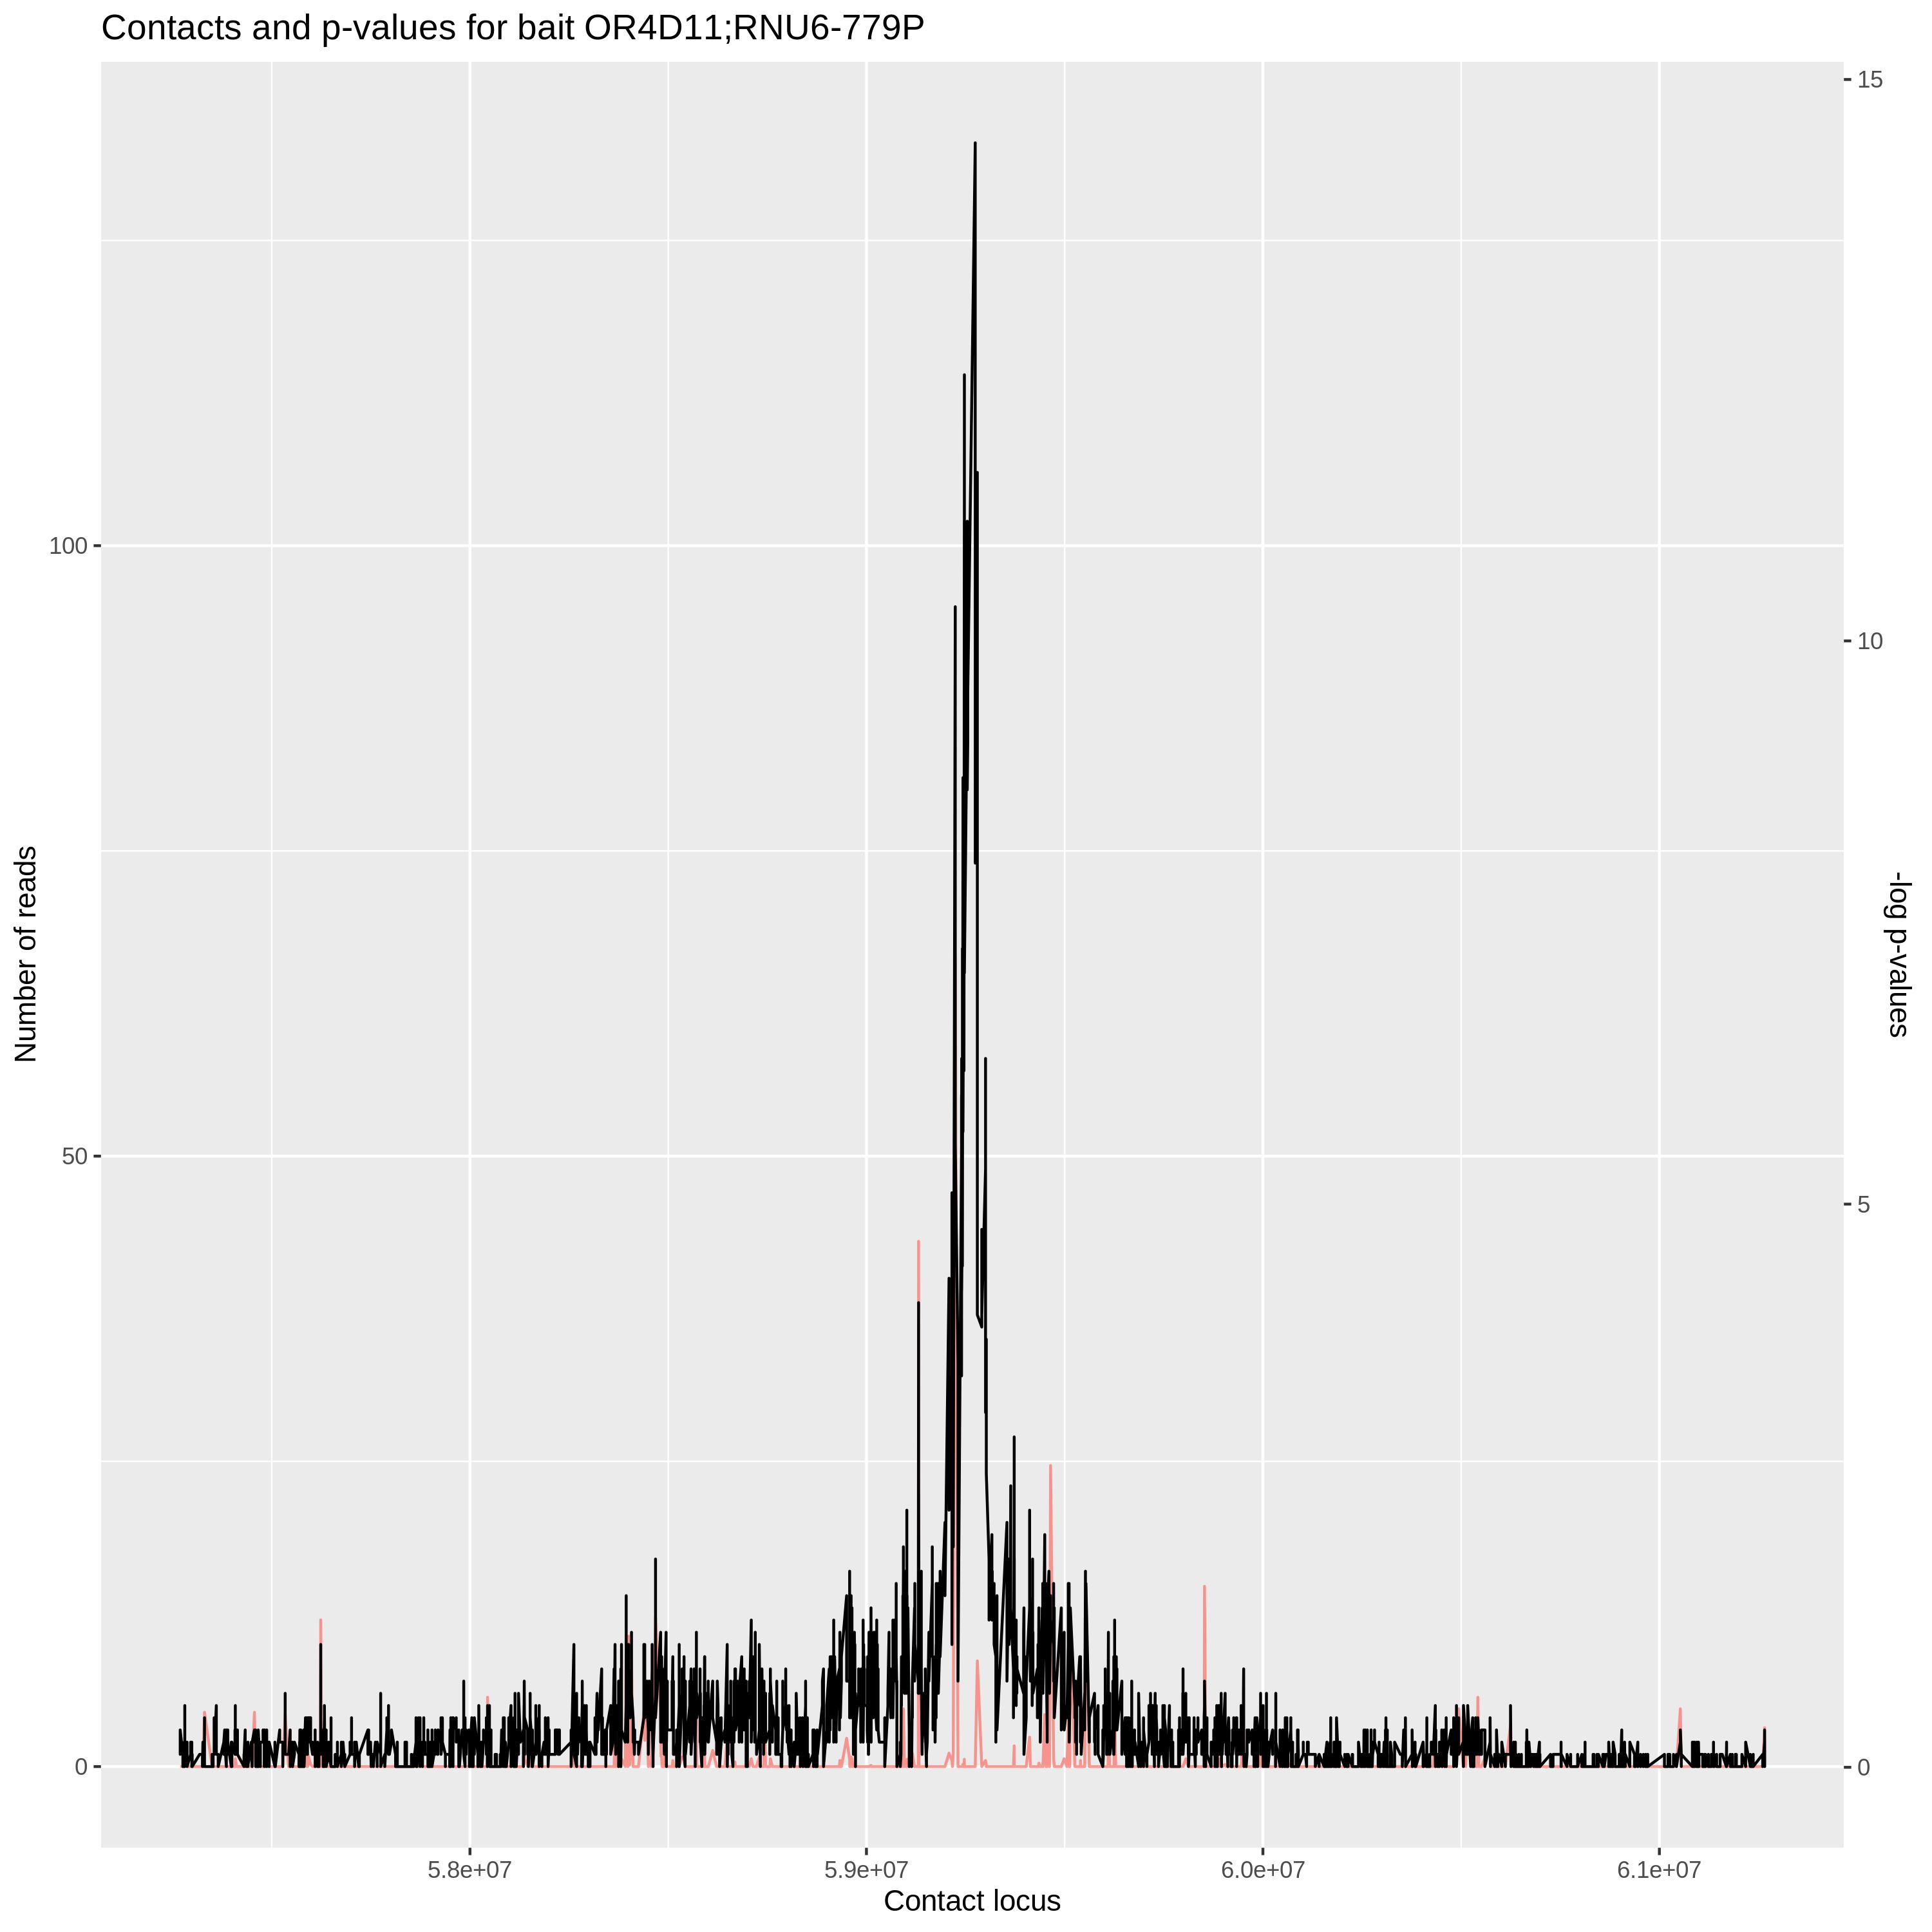 Contacts and p-values for bait OR4D11;RNU6-779P
15
100
10
Number of reads
-log p-values
50
5
0
0
5.8e+07
5.9e+07
6.0e+07
6.1e+07
Contact locus